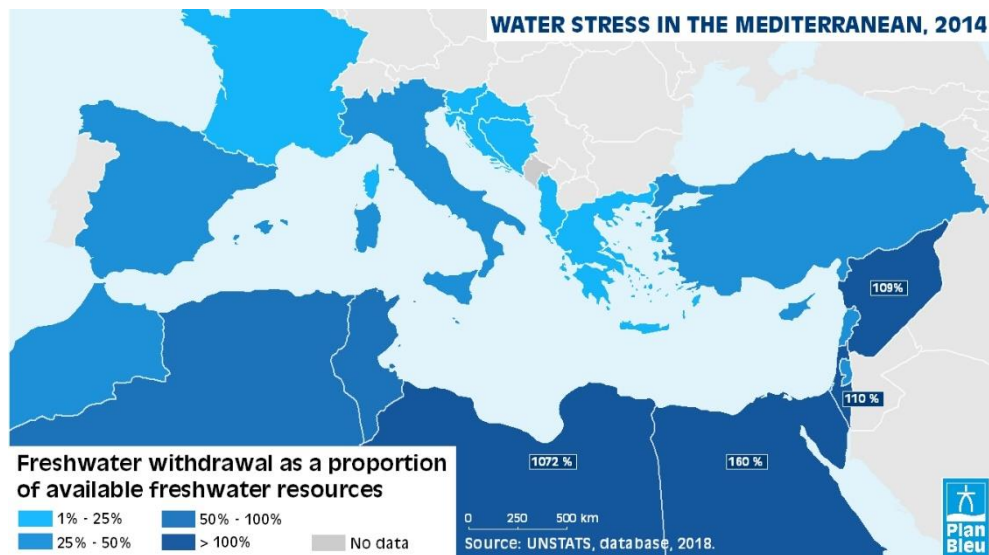 WATER STRESS IN THE MEDITERRANEAN, 2014
109%
110 %
1072 %
160 %
Freshwater withdrawal as a proportion
of available freshwater resources
1% - 25%
50% - 100%
25% - 50%
> 100%
No data
0 250 500 km
Source: UNSTATS, database, 2018.
Plan
Bleu